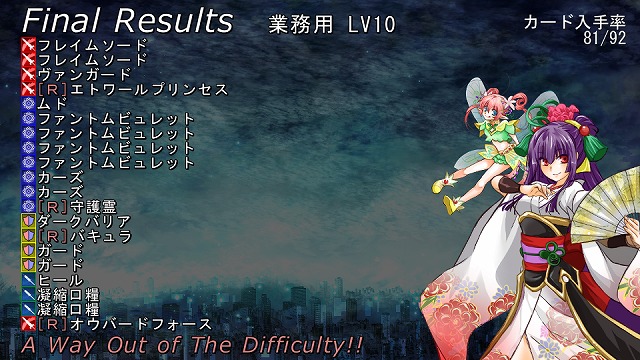 Final Results 業務用 LV10
カード入手率
81/92
フレイムソード
フレイムソード
ヴァンガード
[R]エトワールプリンセス
ムド
ファントムビュレット
ファントムビュレット
ファントムビュレット
ファントムビュレット
カーズ
カーズ
[R]守護霊
ダークバリア
[R]バキュラ
ガード
ガード
ヒール
凝縮口糧
凝縮口糧
[R]オウバードフォース
A Way Out of The Difficulty!!